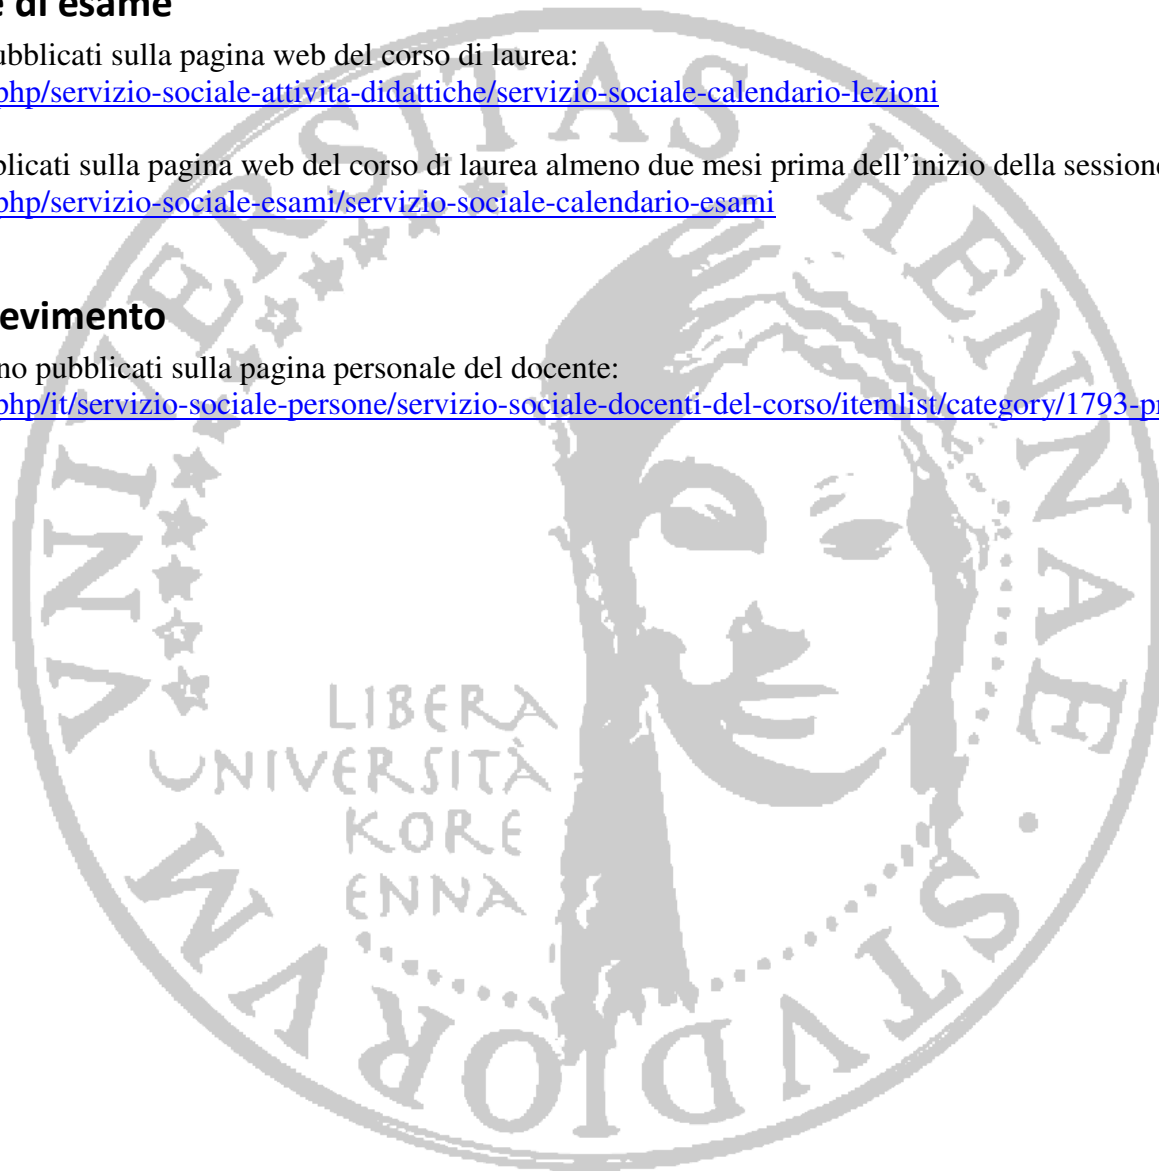 e di esame
ubblicati sulla pagina web del corso di laurea:
php/servizio-sociale-attivita-didattiche/servizio-sociale-calendario-lezioni
blicati sulla pagina web del corso di laurea almeno due mesi prima dell’inizio della sessione
php/servizio-sociale-esami/servizio-sociale-calendario-esami
evimento
no pubblicati sulla pagina personale del docente:
php/it/servizio-sociale-persone/servizio-sociale-docenti-del-corso/itemlist/category/1793-pr
VNIVERSITAS HENNAE · STVDIORVM
LIBERA
UNIVERSITÀ
KORE
ENNA